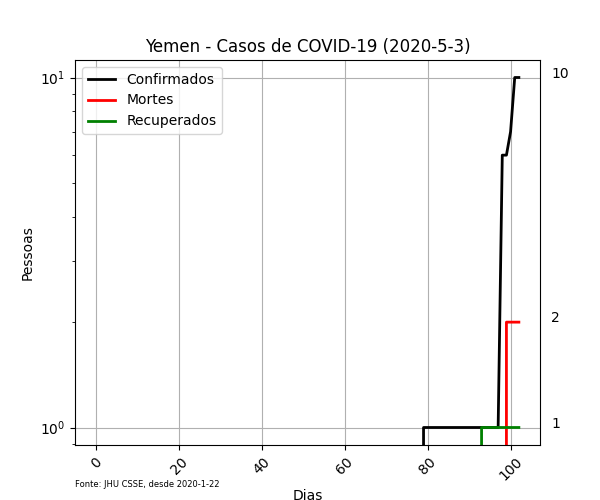 Yemen - Casos de COVID-19 (2020-5-3)
Confirmados
Mortes
Recuperados
10¹
10⁰
Pessoas
10
2
1
0
20
40
60
80
100
Dias
Fonte: JHU CSSE, desde 2020-1-22